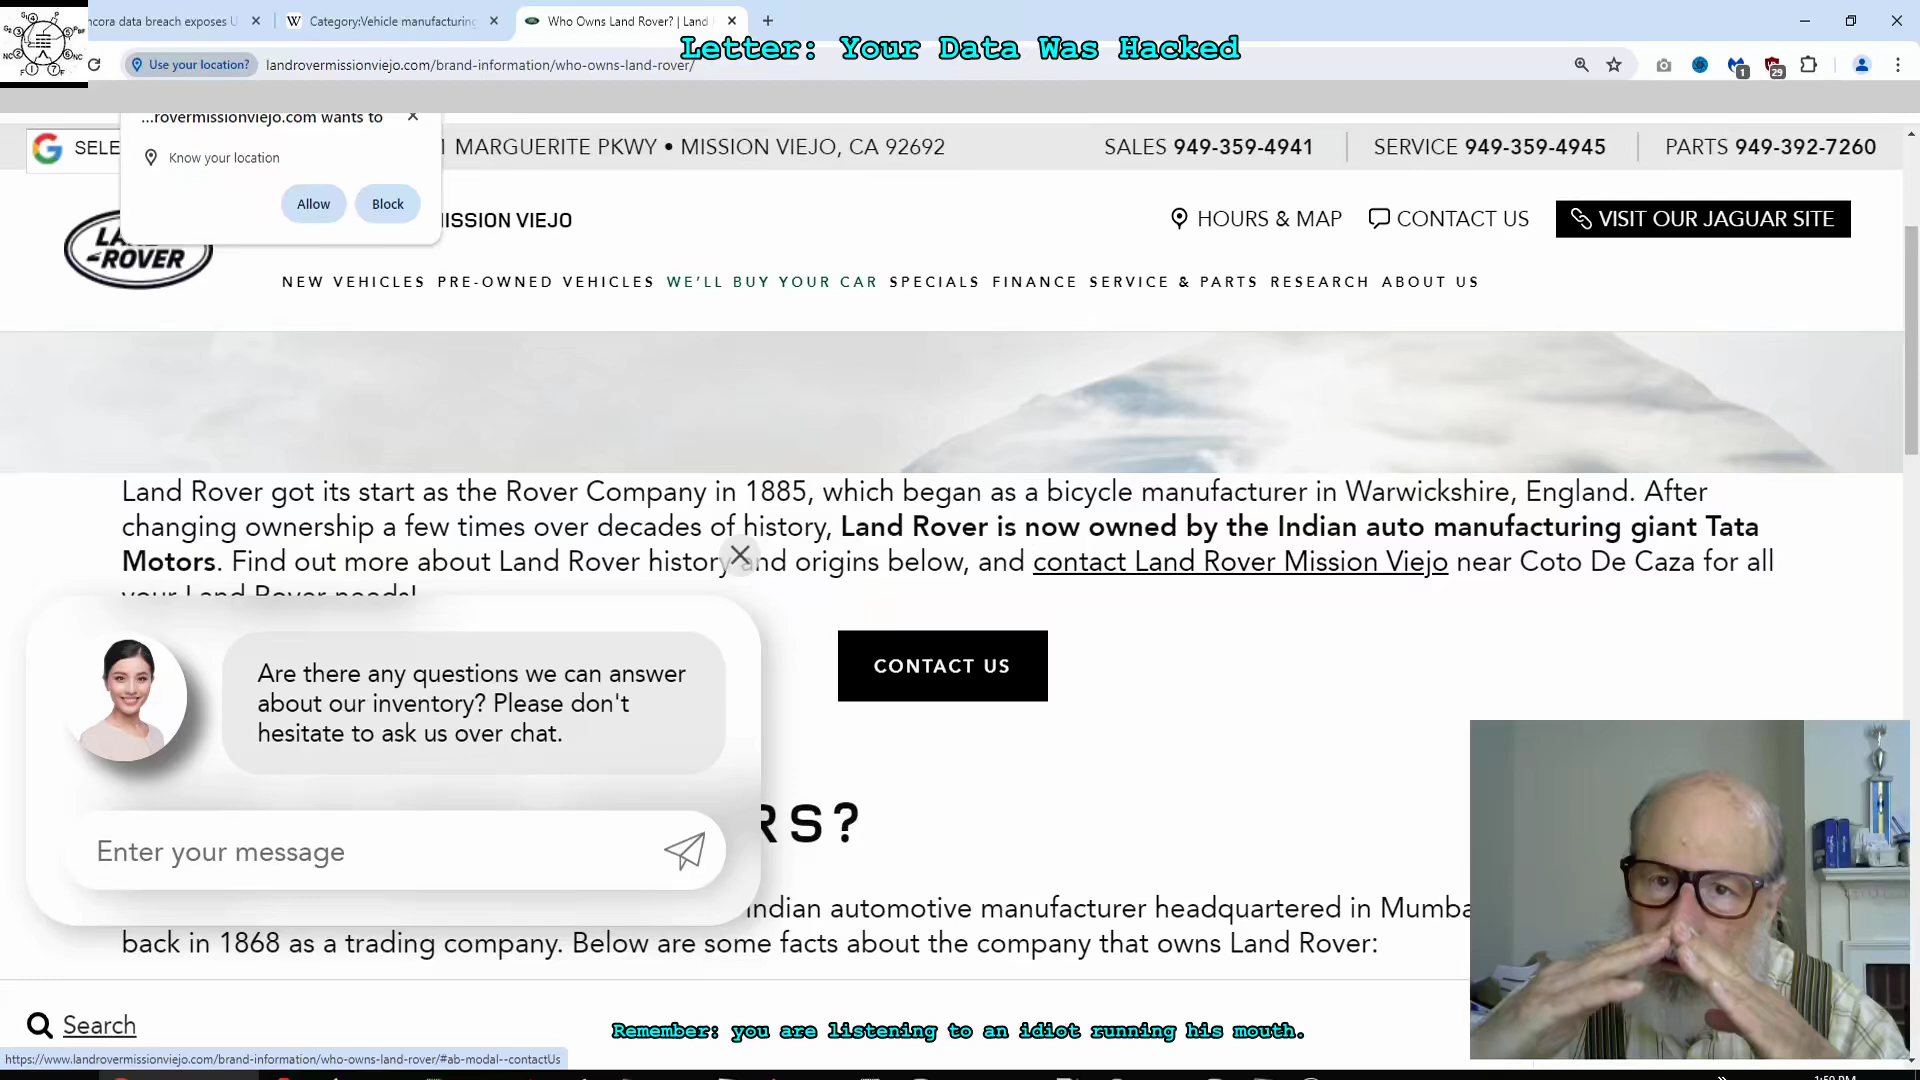 ncora data breach exposes U
Category:Vehicle manufacturing
Who Owns Land Rover? | Land
Letter: Your Data Was Hacked
Use your location?
landrovermissionviejo.com/brand-information/who-owns-land-rover/
1
29
...rovermissionviejo.com wants to
Know your location
Allow
Block
SELE
1 MARGUERITE PKWY • MISSION VIEJO, CA 92692
SALES 949-359-4941
SERVICE 949-359-4945
PARTS 949-392-7260
LAND ROVER
MISSION VIEJO
HOURS & MAP
CONTACT US
VISIT OUR JAGUAR SITE
NEW VEHICLES PRE-OWNED VEHICLES WE'LL BUY YOUR CAR SPECIALS FINANCE SERVICE & PARTS RESEARCH ABOUT US
Land Rover got its start as the Rover Company in 1885, which began as a bicycle manufacturer in Warwickshire, England. After
changing ownership a few times over decades of history, Land Rover is now owned by the Indian auto manufacturing giant Tata
Motors. Find out more about Land Rover history and origins below, and contact Land Rover Mission Viejo near Coto De Caza for all
your Land Rover needs!
CONTACT US
Are there any questions we can answer
about our inventory? Please don't
hesitate to ask us over chat.
Enter your message
RS?
Indian automotive manufacturer headquartered in Mumba
back in 1868 as a trading company. Below are some facts about the company that owns Land Rover:
Search
Remember: you are listening to an idiot running his mouth.
https://www.landrovermissionviejo.com/brand-information/who-owns-land-rover/#ab-modal--contactUs